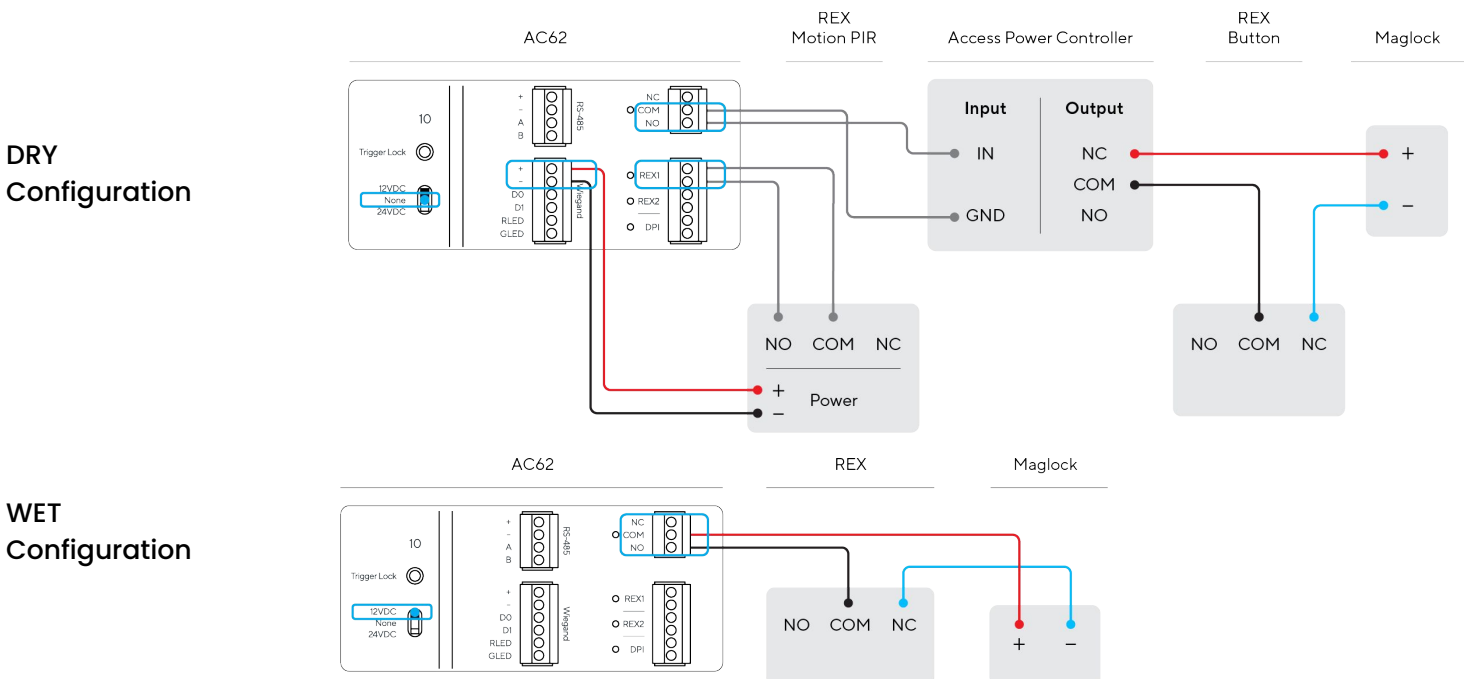 REX
Motion PIR
AC62
Access Power Controller
REX
Button
Maglock
DRY
Configuration
10
Trigger Lock
12VDC
None
24VDC
+
-
A
B
RS-485
+
-
D0
D1
RLED
GLED
Wiegand
NC
COM
NO
REX1
REX2
DPI
Input
Output
IN
GND
NC
COM
NO
+
−
NO COM NC
+
−
Power
NO COM NC
WET
Configuration
AC62
REX
Maglock
10
Trigger Lock
12VDC
None
24VDC
+
-
A
B
RS-485
+
-
D0
D1
RLED
GLED
Wiegand
NC
COM
NO
REX1
REX2
DPI
NO COM NC
+ −